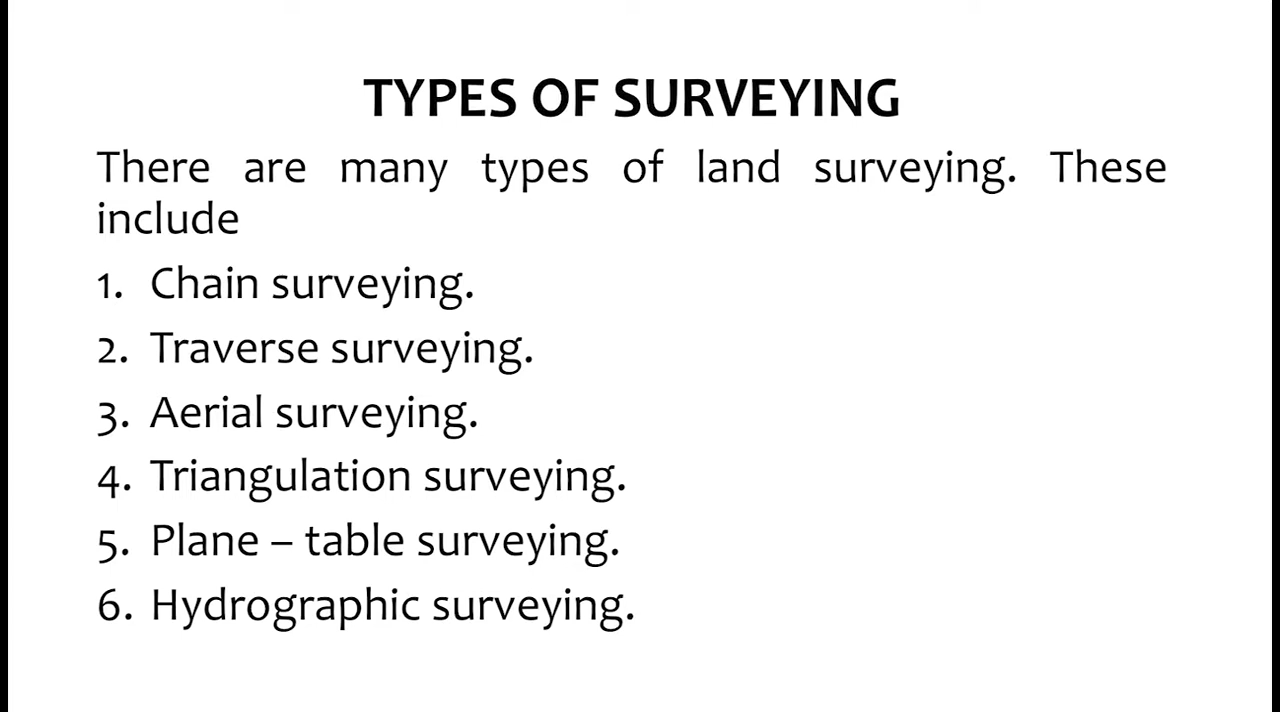 TYPES OF SURVEYING
There are many types of land surveying. These
include
1. Chain surveying.
2. Traverse surveying.
3. Aerial surveying.
4. Triangulation surveying.
5. Plane – table surveying.
6. Hydrographic surveying.